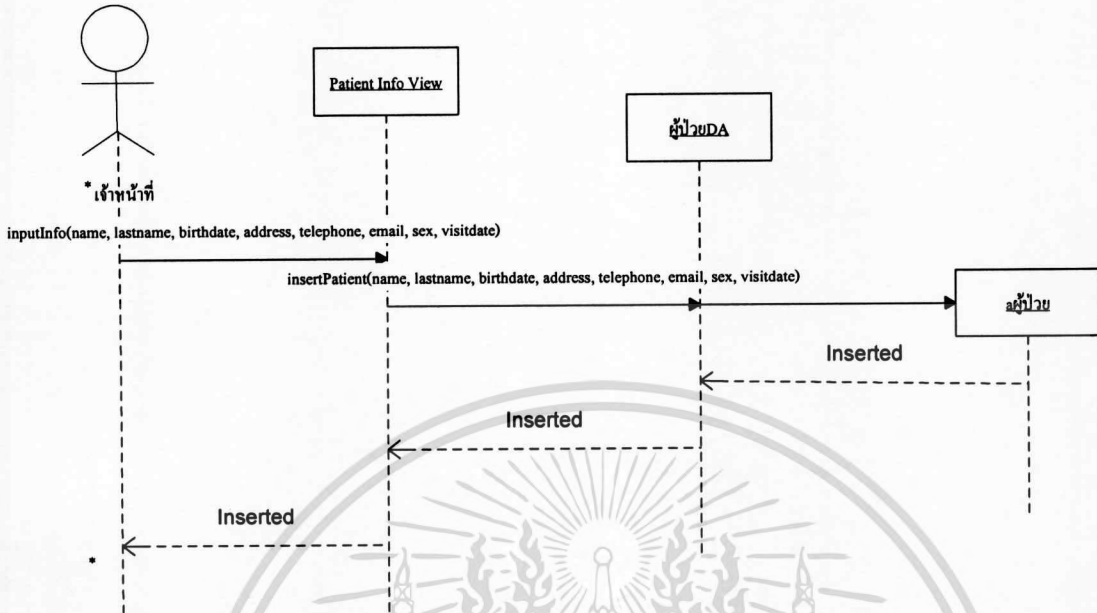 Patient Info View
ผู้ป่วยDA
* เจ้าหน้าที่
inputInfo(name, lastname, birthdate, address, telephone, email, sex, visitdate)
insertPatient(name, lastname, birthdate, address, telephone, email, sex, visitdate)
aผู้ป่วย
Inserted
Inserted
Inserted
*